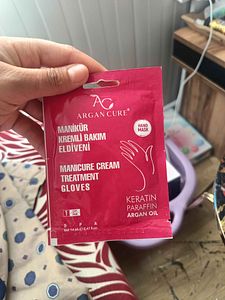 AC
ARGAN CURE®
HAND
MASK
MANİKÜR
KREMLİ BAKIM
ELDİVENİ
MANICURE CREAM
TREATMENT
GLOVES
KERATIN
PARAFFIN
ARGAN OIL